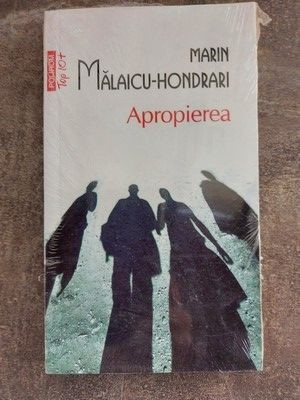 MARIN
MĂLAICU-HONDRARI
Apropierea
POLIROM
Top 10+